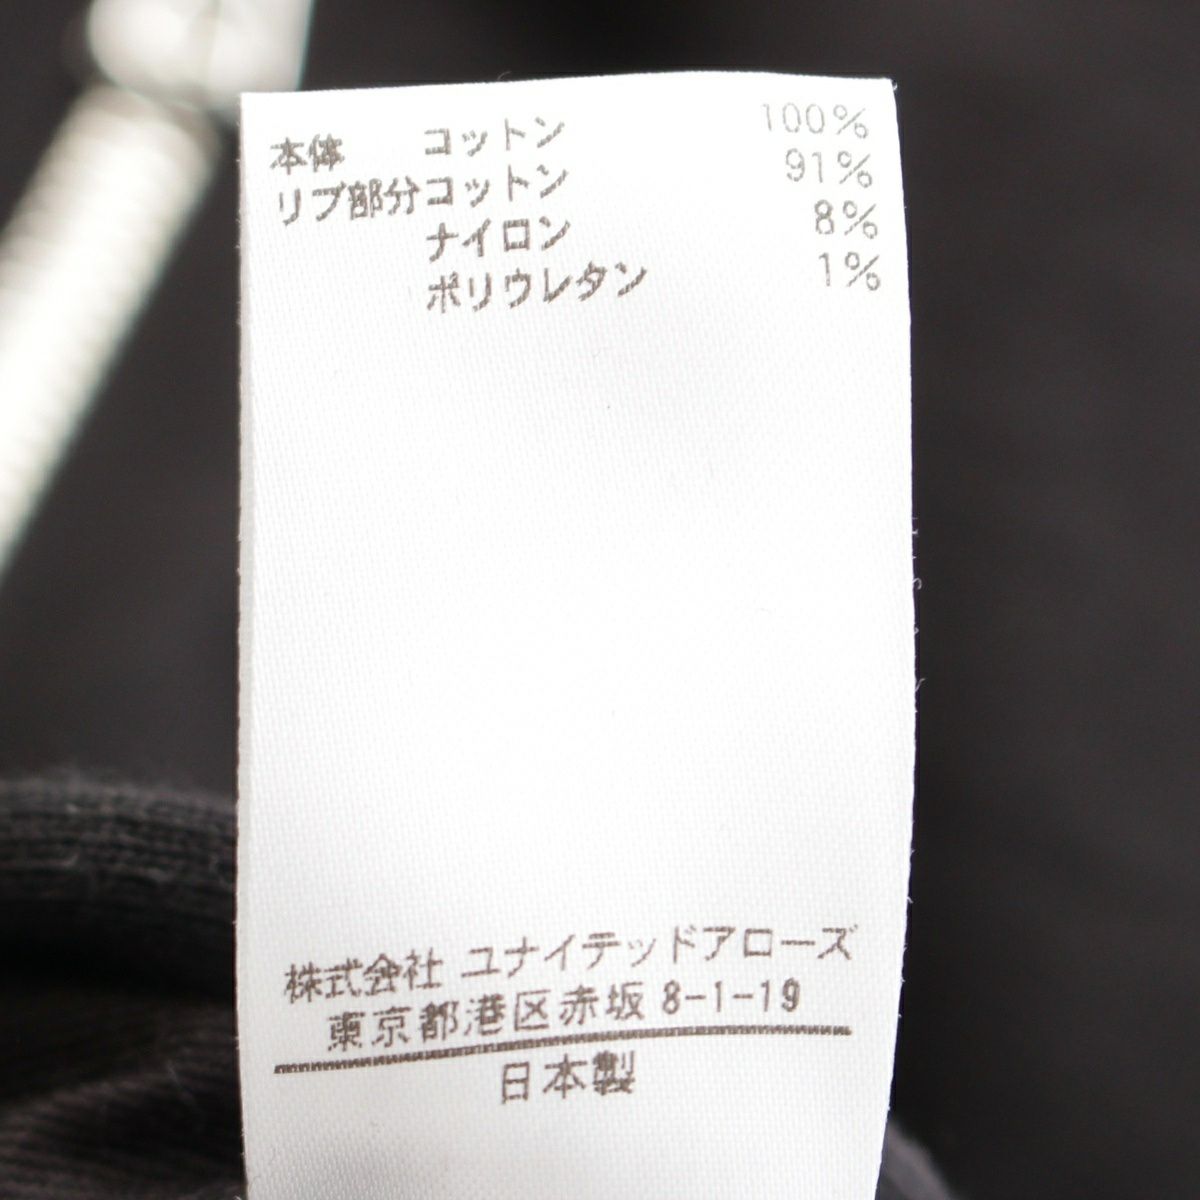 本体 コットン 100%
リブ部分コットン 91%
ナイロン 8%
ポリウレタン 1%
株式会社 ユナイテッドアローズ
東京都港区赤坂 8-1-19
日本製